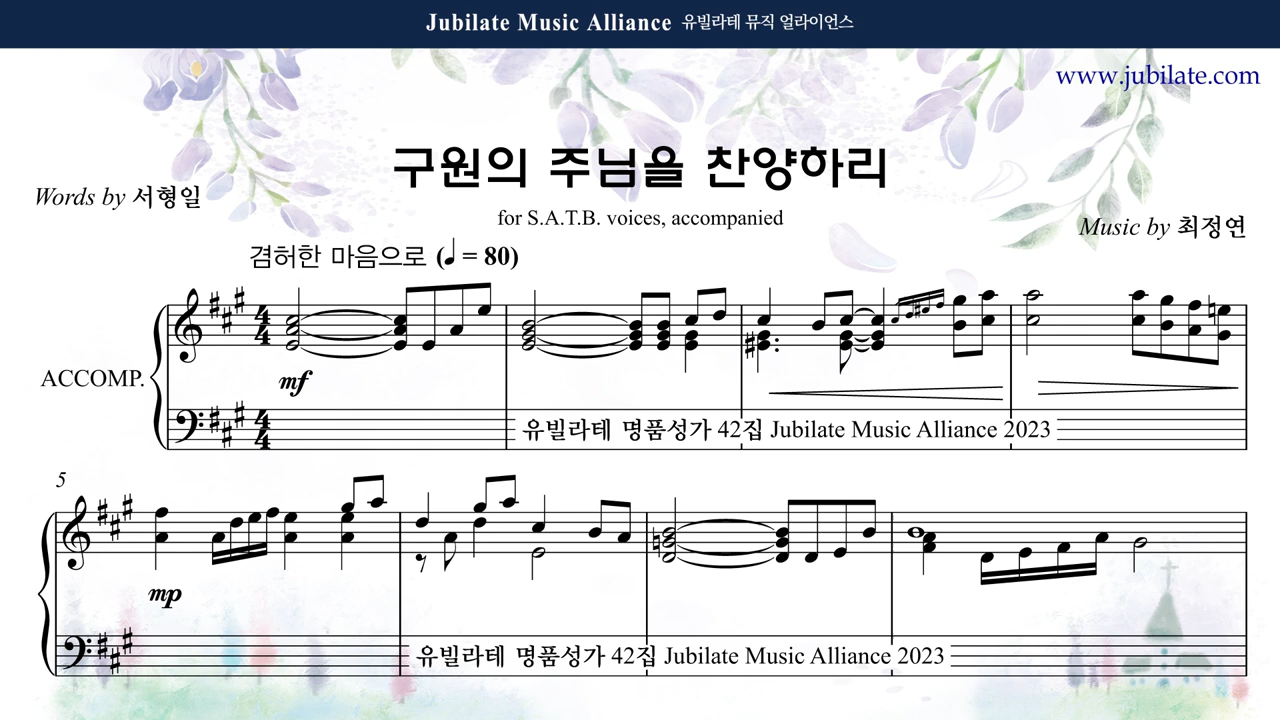 Jubilate Music Alliance 유빌라테 뮤직 얼라이언스
www.jubilate.com
구원의 주님을 찬양하리
Words by 서형일
for S.A.T.B. voices, accompanied
Music by 최정연
겸허한 마음으로 (♩ = 80)
ACCOMP.
mf
유빌라테 명품성가 42집 Jubilate Music Alliance 2023
5
mp
유빌라테 명품성가 42집 Jubilate Music Alliance 2023